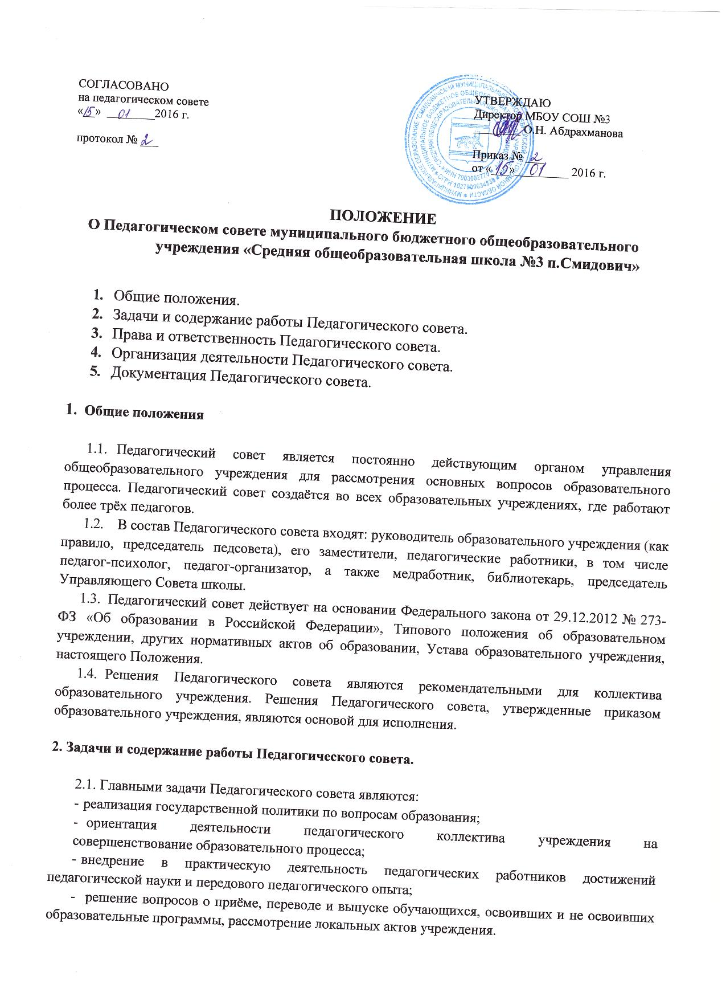 СОГЛАСОВАНО
на педагогическом совете
«15» 01 2016 г.
протокол № 2
УТВЕРЖДАЮ
Директор МБОУ СОШ №3
О.Н. Абдрахманова
Приказ № 2
от «15» 01 2016 г.
ПОЛОЖЕНИЕ
О Педагогическом совете муниципального бюджетного общеобразовательного
учреждения «Средняя общеобразовательная школа №3 п.Смидович»
1. Общие положения.
2. Задачи и содержание работы Педагогического совета.
3. Права и ответственность Педагогического совета.
4. Организация деятельности Педагогического совета.
5. Документация Педагогического совета.
1. Общие положения
1.1. Педагогический совет является постоянно действующим органом управления
общеобразовательного учреждения для рассмотрения основных вопросов образовательного
процесса. Педагогический совет создаётся во всех образовательных учреждениях, где работают
более трёх педагогов.
1.2. В состав Педагогического совета входят: руководитель образовательного учреждения (как
правило, председатель педсовета), его заместители, педагогические работники, в том числе
педагог-психолог, педагог-организатор, а также медработник, библиотекарь, председатель
Управляющего Совета школы.
1.3. Педагогический совет действует на основании Федерального закона от 29.12.2012 № 273-
ФЗ «Об образовании в Российской Федерации», Типового положения об образовательном
учреждении, других нормативных актов об образовании, Устава образовательного учреждения,
настоящего Положения.
1.4. Решения Педагогического совета являются рекомендательными для коллектива
образовательного учреждения. Решения Педагогического совета, утвержденные приказом
образовательного учреждения, являются основой для исполнения.
2. Задачи и содержание работы Педагогического совета.
2.1. Главными задачи Педагогического совета являются:
- реализация государственной политики по вопросам образования;
- ориентация деятельности педагогического коллектива учреждения на
совершенствование образовательного процесса;
- внедрение в практическую деятельность педагогических работников достижений
педагогической науки и передового педагогического опыта;
- решение вопросов о приёме, переводе и выпуске обучающихся, освоивших и не освоивших
образовательные программы, рассмотрение локальных актов учреждения.